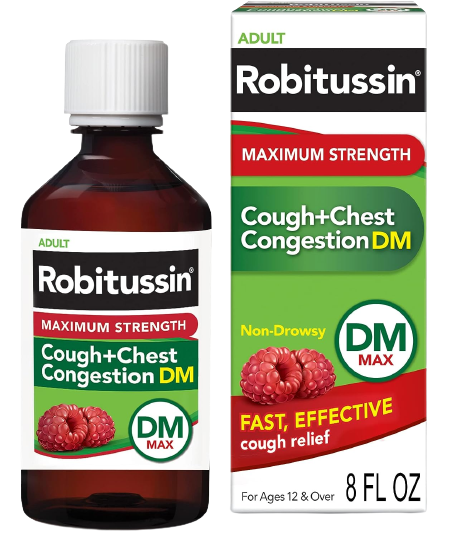 ADULT
Robitussin®
MAXIMUM STRENGTH
Cough+Chest
Congestion DM
DM
MAX
ADULT
Robitussin®
MAXIMUM STRENGTH
Cough+Chest
Congestion DM
Non-Drowsy
DM
MAX
FAST, EFFECTIVE
cough relief
For Ages 12 & Over
8 FL OZ